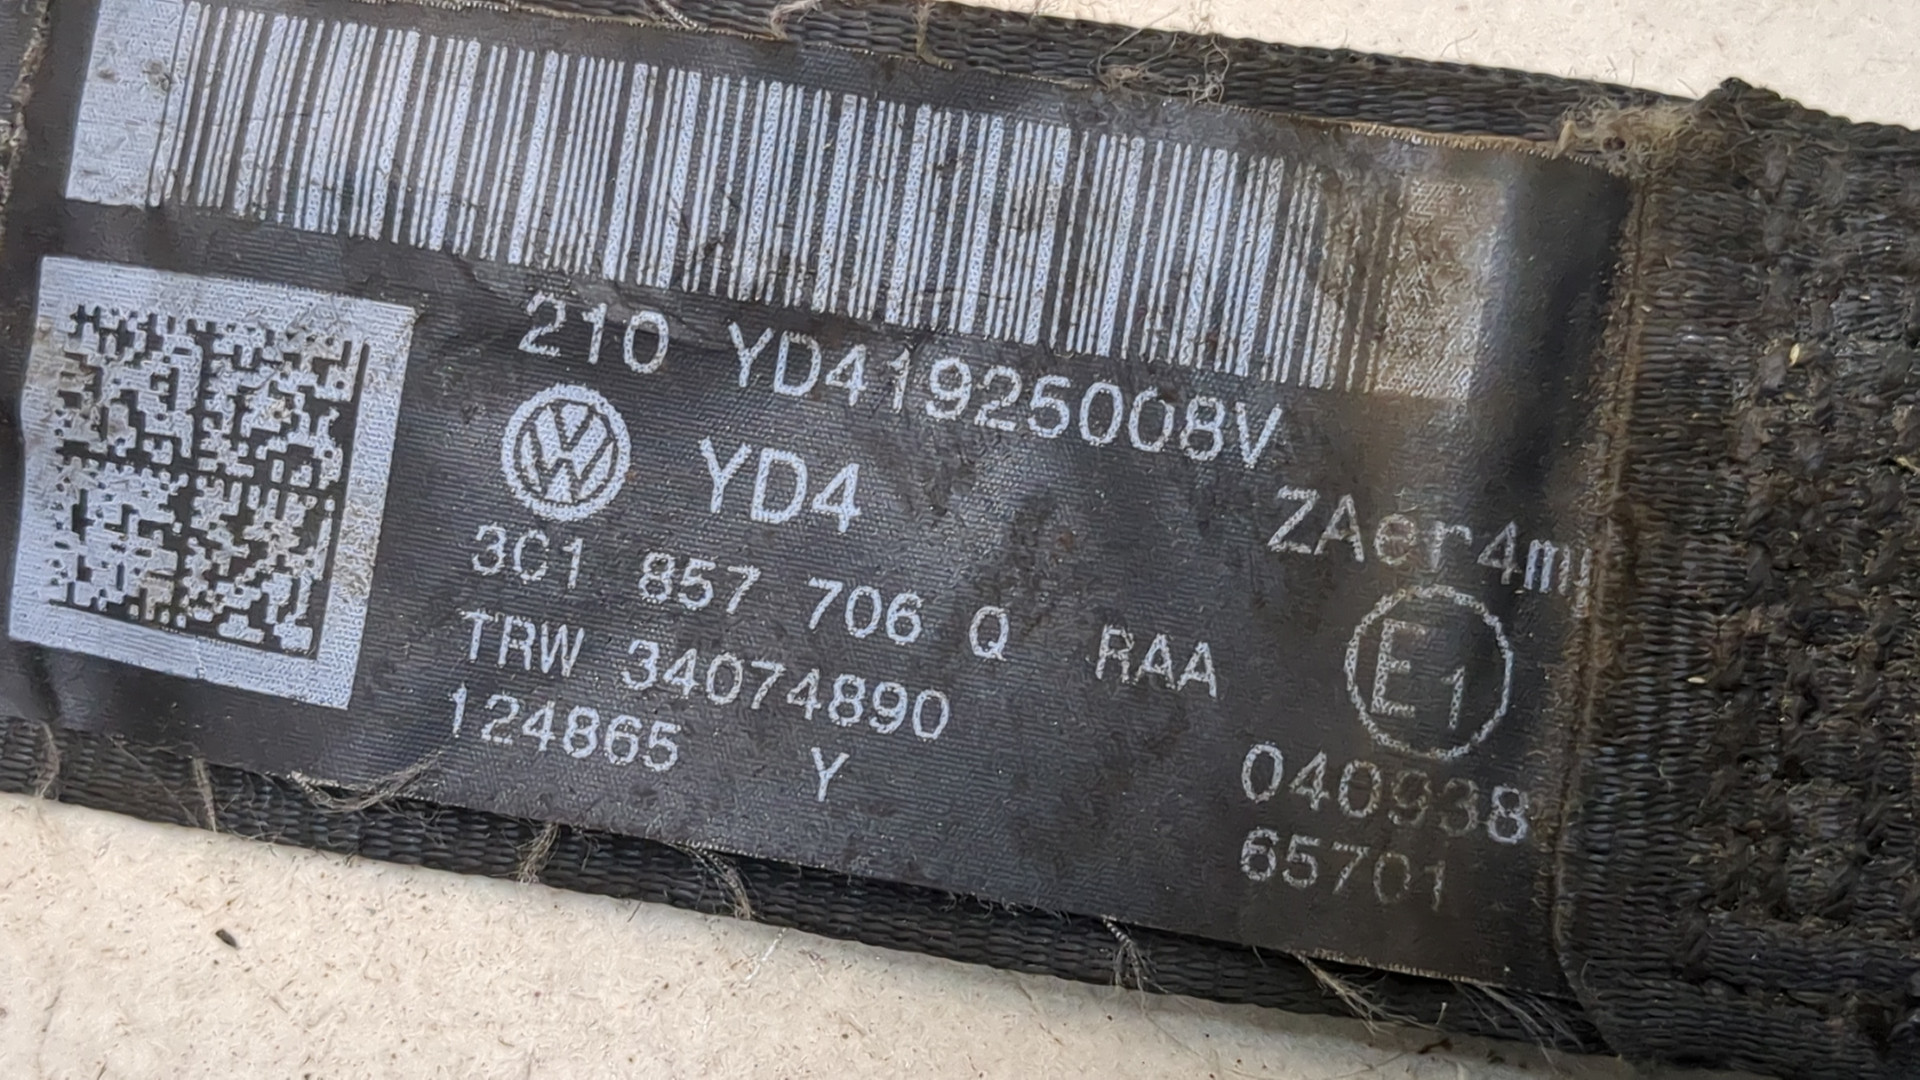 210 YD41925008V
YD4
ZAer4m
3C1 857 706 Q RAA
E1
TRW 34074890
124865 Y
040938
65701